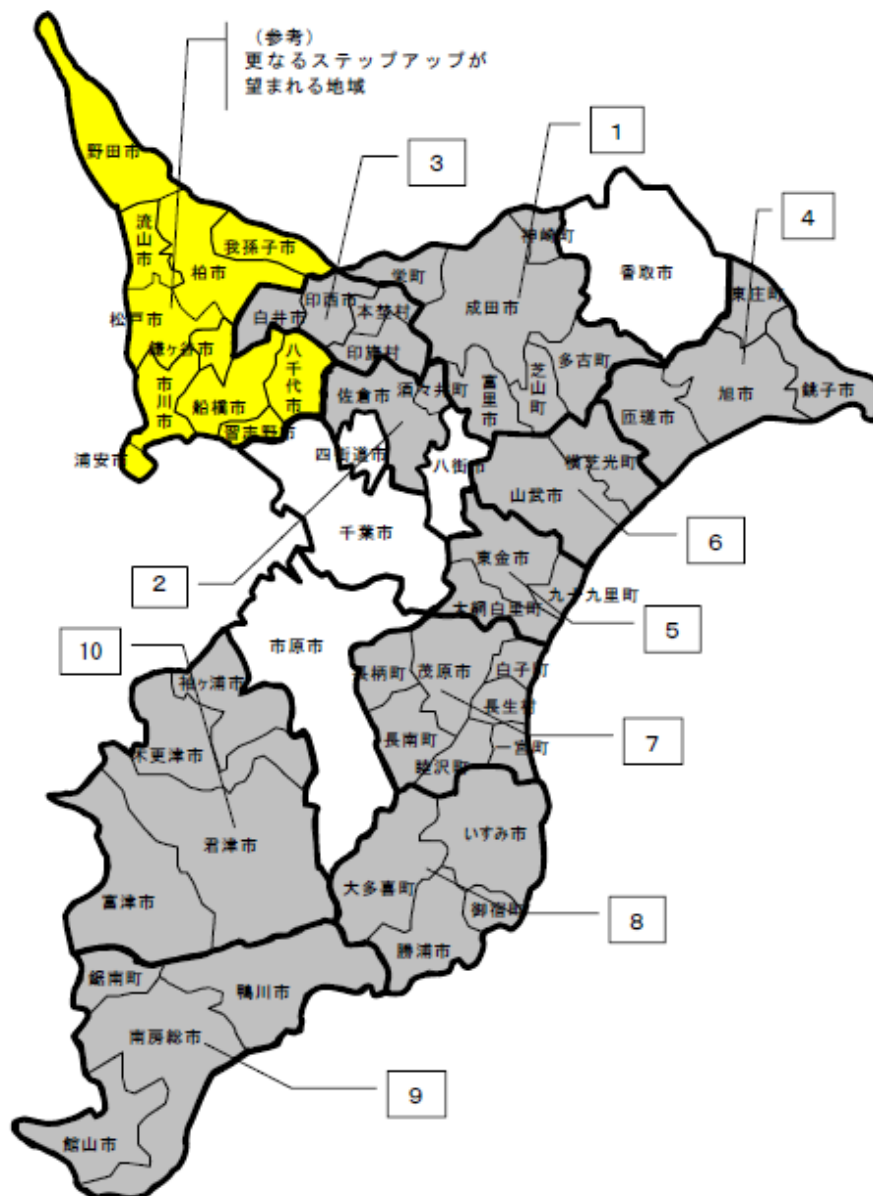 (参考)
更なるステップアップが
望まれる地域
1
3
4
野田市
流山市
我孫子市
柏市
神崎町
香取市
栄町
印西市
成田市
東庄町
松戸市
白井市
本埜村
鎌ヶ谷市
印旛村
八千代市
多古町
芝山町
市川市
船橋市
佐倉市
酒々井町
富里市
匝瑳市
旭市
銚子市
習志野市
浦安市
四街道市
八街市
横芝光町
山武市
千葉市
6
2
東金市
九十九里町
大網白里町
5
10
市原市
長柄町
茂原市
白子町
袖ヶ浦市
長生村
長南町
一宮町
7
木更津市
睦沢町
いすみ市
君津市
大多喜町
富津市
御宿町
8
勝浦市
鋸南町
鴨川市
南房総市
9
館山市